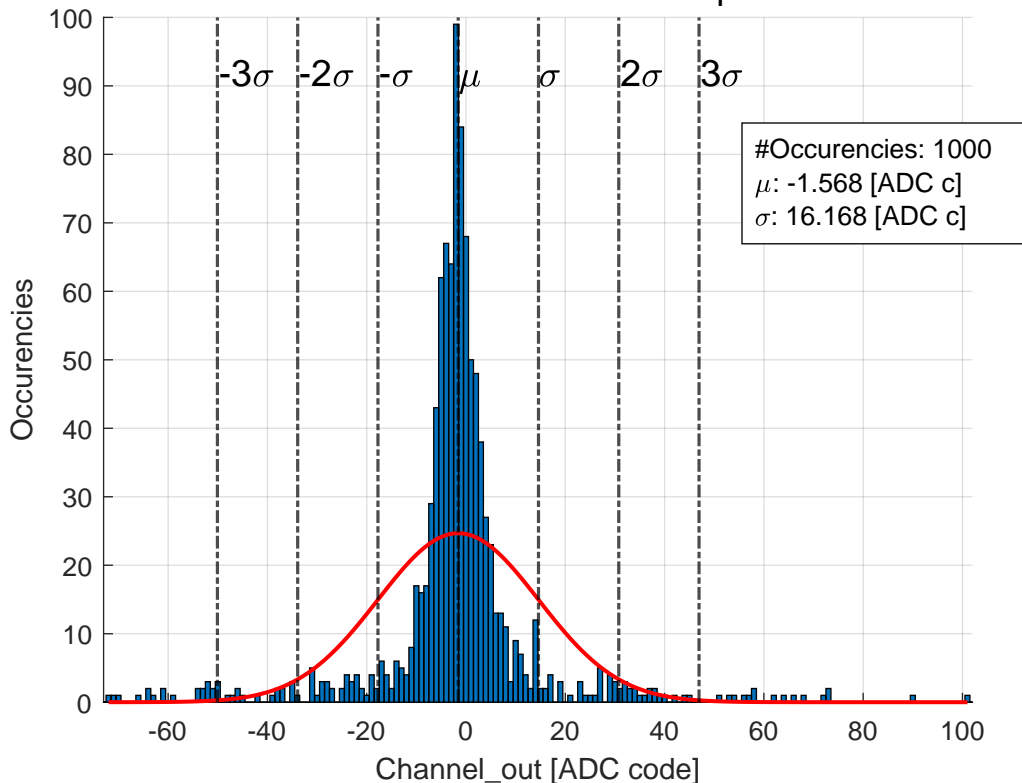 100
90
80
70
60
50
40
30
20
10
0
Occurencies
-3σ -2σ -σ μ σ 2σ 3σ
#Occurencies: 1000
μ: -1.568 [ADC c]
σ: 16.168 [ADC c]
-60 -40 -20 0 20 40 60 80 100
Channel_out [ADC code]